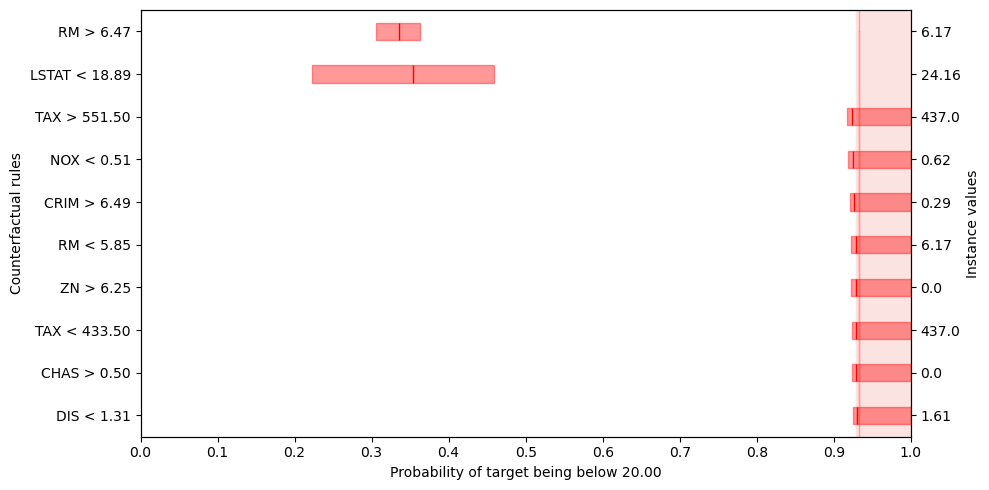 Counterfactual rules
RM > 6.47 6.17
LSTAT < 18.89 24.16
TAX > 551.50 437.0
NOX < 0.51 0.62
CRIM > 6.49 0.29
RM < 5.85 6.17
ZN > 6.25 0.0
TAX < 433.50 437.0
CHAS > 0.50 0.0
DIS < 1.31 1.61
Instance values
0.0 0.1 0.2 0.3 0.4 0.5 0.6 0.7 0.8 0.9 1.0
Probability of target being below 20.00